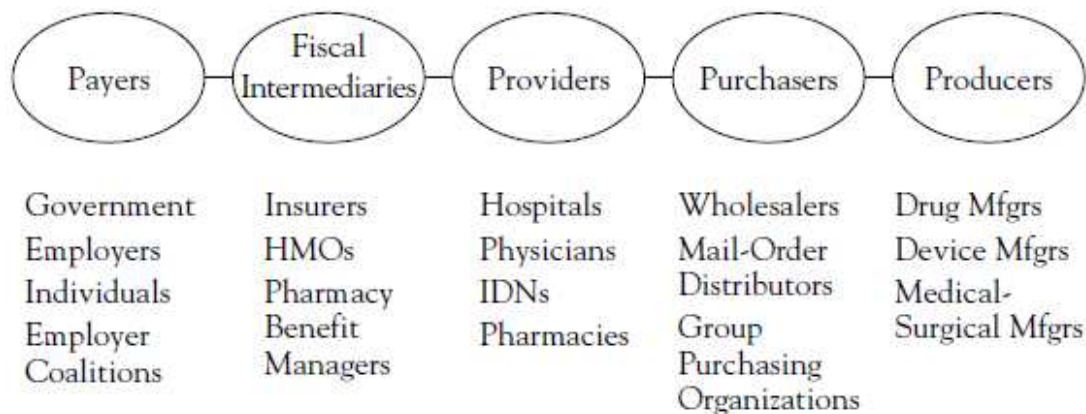 Payers
Fiscal
Intermediaries
Providers
Purchasers
Producers
Government
Employers
Individuals
Employer
Coalitions
Insurers
HMOs
Pharmacy
Benefit
Managers
Hospitals
Physicians
IDNs
Pharmacies
Wholesalers
Mail-Order
Distributors
Group
Purchasing
Organizations
Drug Mfgrs
Device Mfgrs
Medical-
Surgical Mfgrs